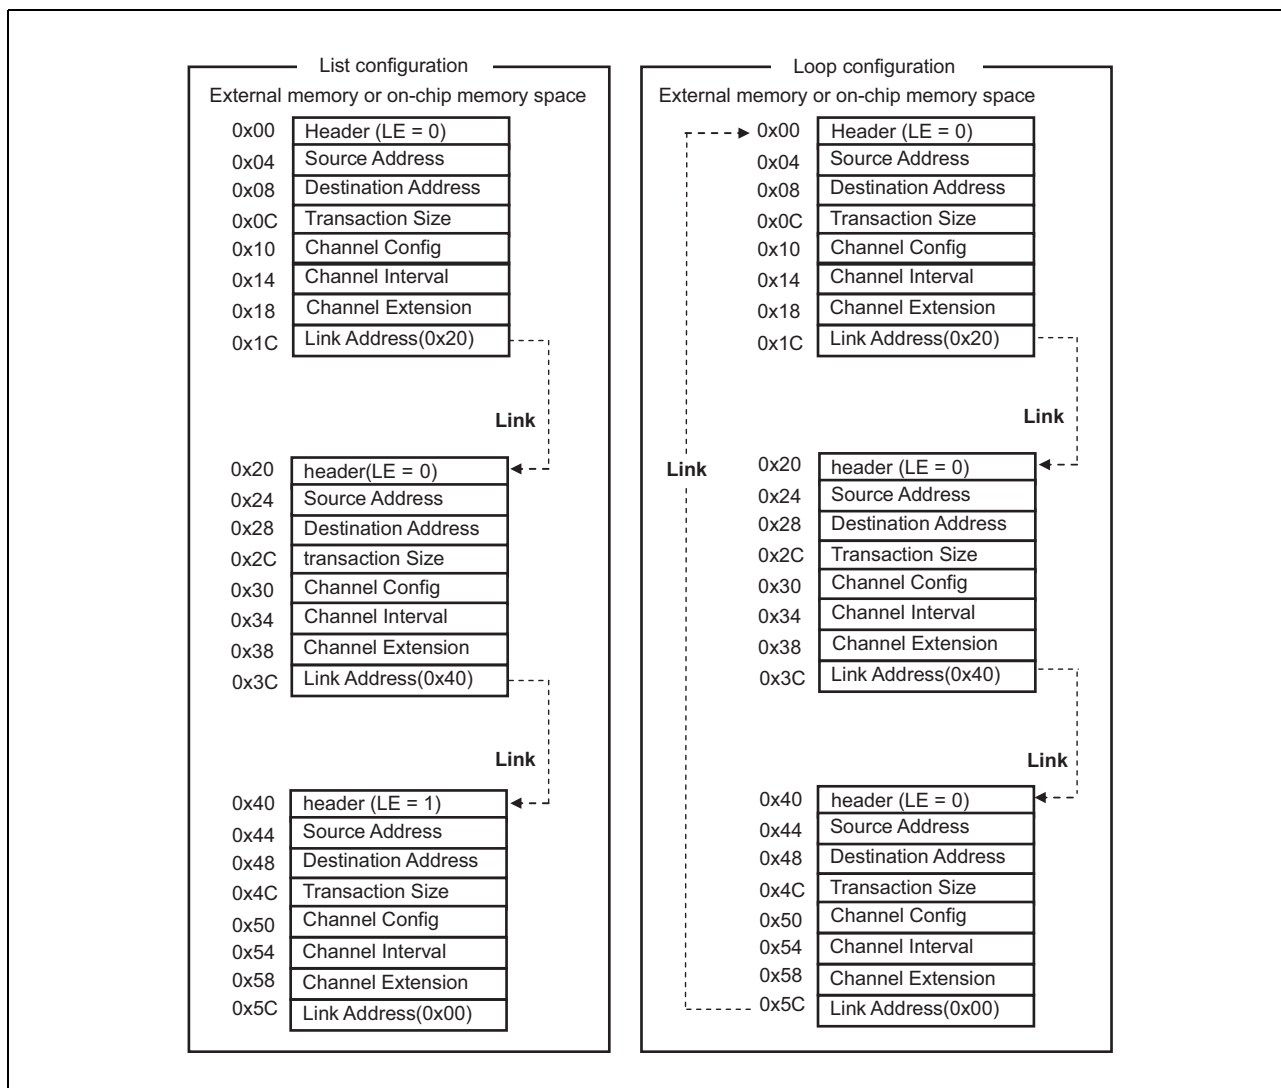 List configuration
External memory or on-chip memory space
0x00 Header (LE = 0)
0x04 Source Address
0x08 Destination Address
0x0C Transaction Size
0x10 Channel Config
0x14 Channel Interval
0x18 Channel Extension
0x1C Link Address(0x20)
Link
0x20 header(LE = 0)
0x24 Source Address
0x28 Destination Address
0x2C transaction Size
0x30 Channel Config
0x34 Channel Interval
0x38 Channel Extension
0x3C Link Address(0x40)
Link
0x40 header (LE = 1)
0x44 Source Address
0x48 Destination Address
0x4C Transaction Size
0x50 Channel Config
0x54 Channel Interval
0x58 Channel Extension
0x5C Link Address(0x00)
Loop configuration
External memory or on-chip memory space
0x00 Header (LE = 0)
0x04 Source Address
0x08 Destination Address
0x0C Transaction Size
0x10 Channel Config
0x14 Channel Interval
0x18 Channel Extension
0x1C Link Address(0x20)
Link
Link
0x20 header (LE = 0)
0x24 Source Address
0x28 Destination Address
0x2C Transaction Size
0x30 Channel Config
0x34 Channel Interval
0x38 Channel Extension
0x3C Link Address(0x40)
Link
0x40 header (LE = 0)
0x44 Source Address
0x48 Destination Address
0x4C Transaction Size
0x50 Channel Config
0x54 Channel Interval
0x58 Channel Extension
0x5C Link Address(0x00)